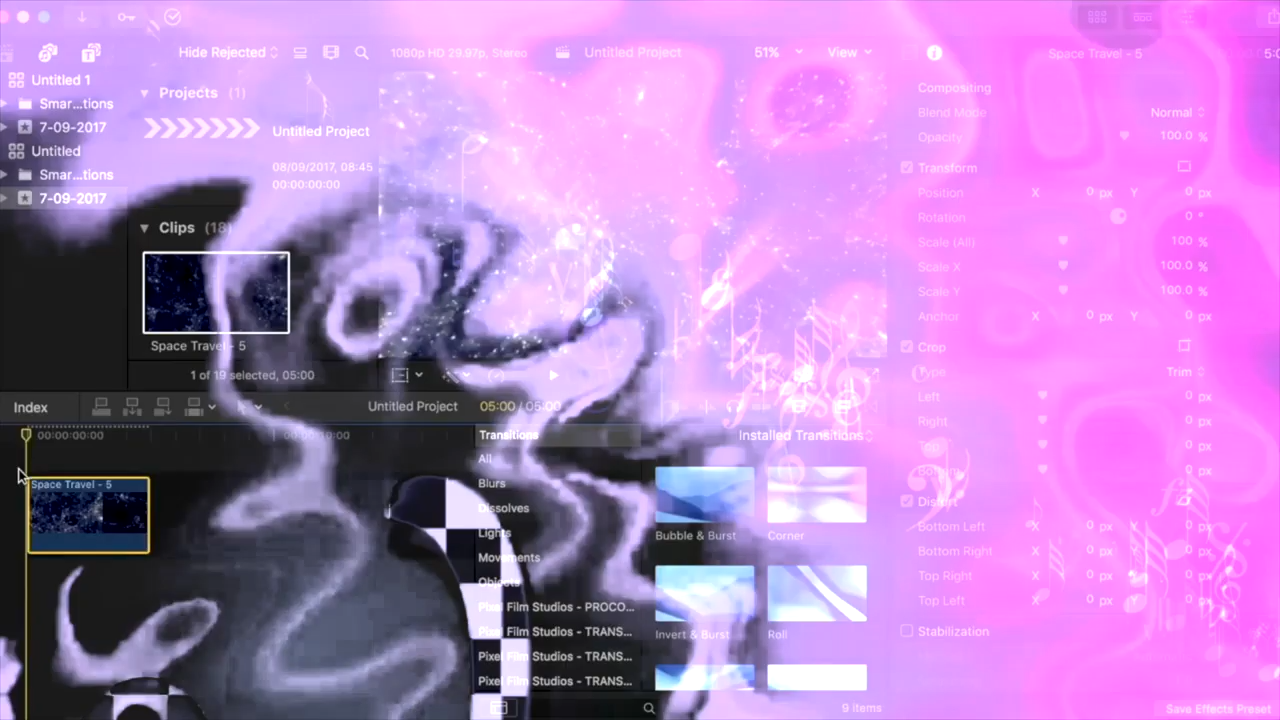 Hide Rejected
1080p HD 29.97p, Stereo
Untitled Project
51%
View
Space Travel - 5
Untitled 1
Smar...tions
7-09-2017
Untitled
Smar...tions
7-09-2017
Projects (1)
Untitled Project
08/09/2017, 08:45
00:00:00:00
Clips (18)
Space Travel - 5
1 of 19 selected, 05:00
Compositing
Blend Mode Normal
Opacity 100.0 %
Transform
Position X 0 px Y 0 px
Rotation 0 °
Scale (All) 100 %
Scale X 100.0 %
Scale Y 100.0 %
Anchor X 0 px Y 0 px
Crop
Type Trim
Left 0 px
Right 0 px
Top 0 px
Bottom 0 px
Distort
Bottom Left X 0 px Y 0 px
Bottom Right X 0 px Y 0 px
Top Right X 0 px Y 0 px
Top Left X 0 px Y 0 px
Stabilization
Save Effects Preset
Index
Untitled Project
05:00 / 05:00
00:00:00:00
00:00:10:00
Space Travel - 5
Transitions
Installed Transitions
All
Blurs
Dissolves
Lights
Movements
Objects
Pixel Film Studios - PROCO...
Pixel Film Studios - TRANS...
Pixel Film Studios - TRANS...
Pixel Film Studios - TRANS...
Bubble & Burst
Corner
Invert & Burst
Roll
9 items